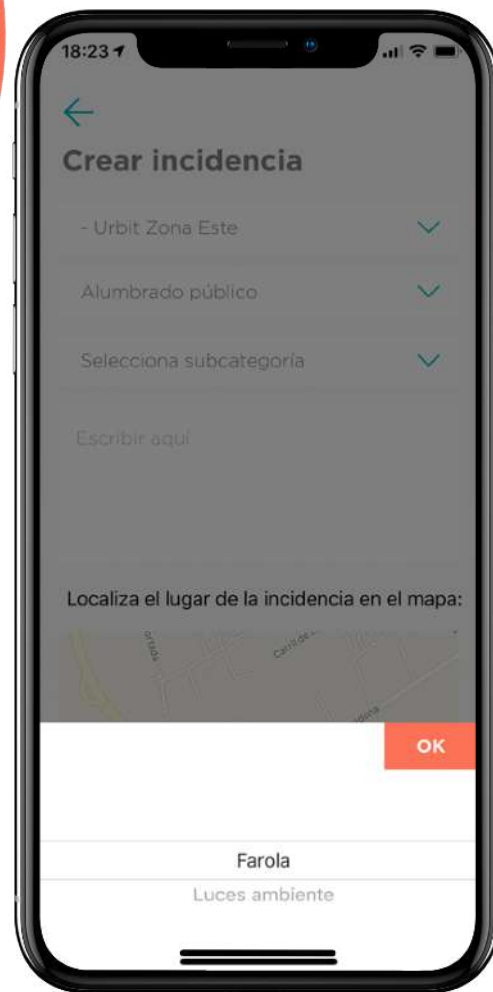 18:23
Crear incidencia
- Urbit Zona Este
Alumbrado público
Selecciona subcategoría
Escribir aquí
Localiza el lugar de la incidencia en el mapa:
OK
Farola
Luces ambiente